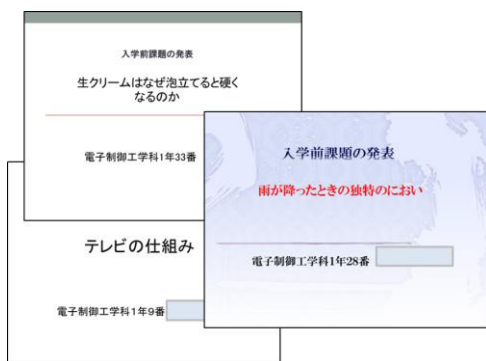 入学前課題の発表
生クリームはなぜ泡立てると硬く
なるのか
電子制御工学科1年33番
入学前課題の発表
雨が降ったときの独特のにおい
電子制御工学科1年28番
テレビの仕組み
電子制御工学科1年9番